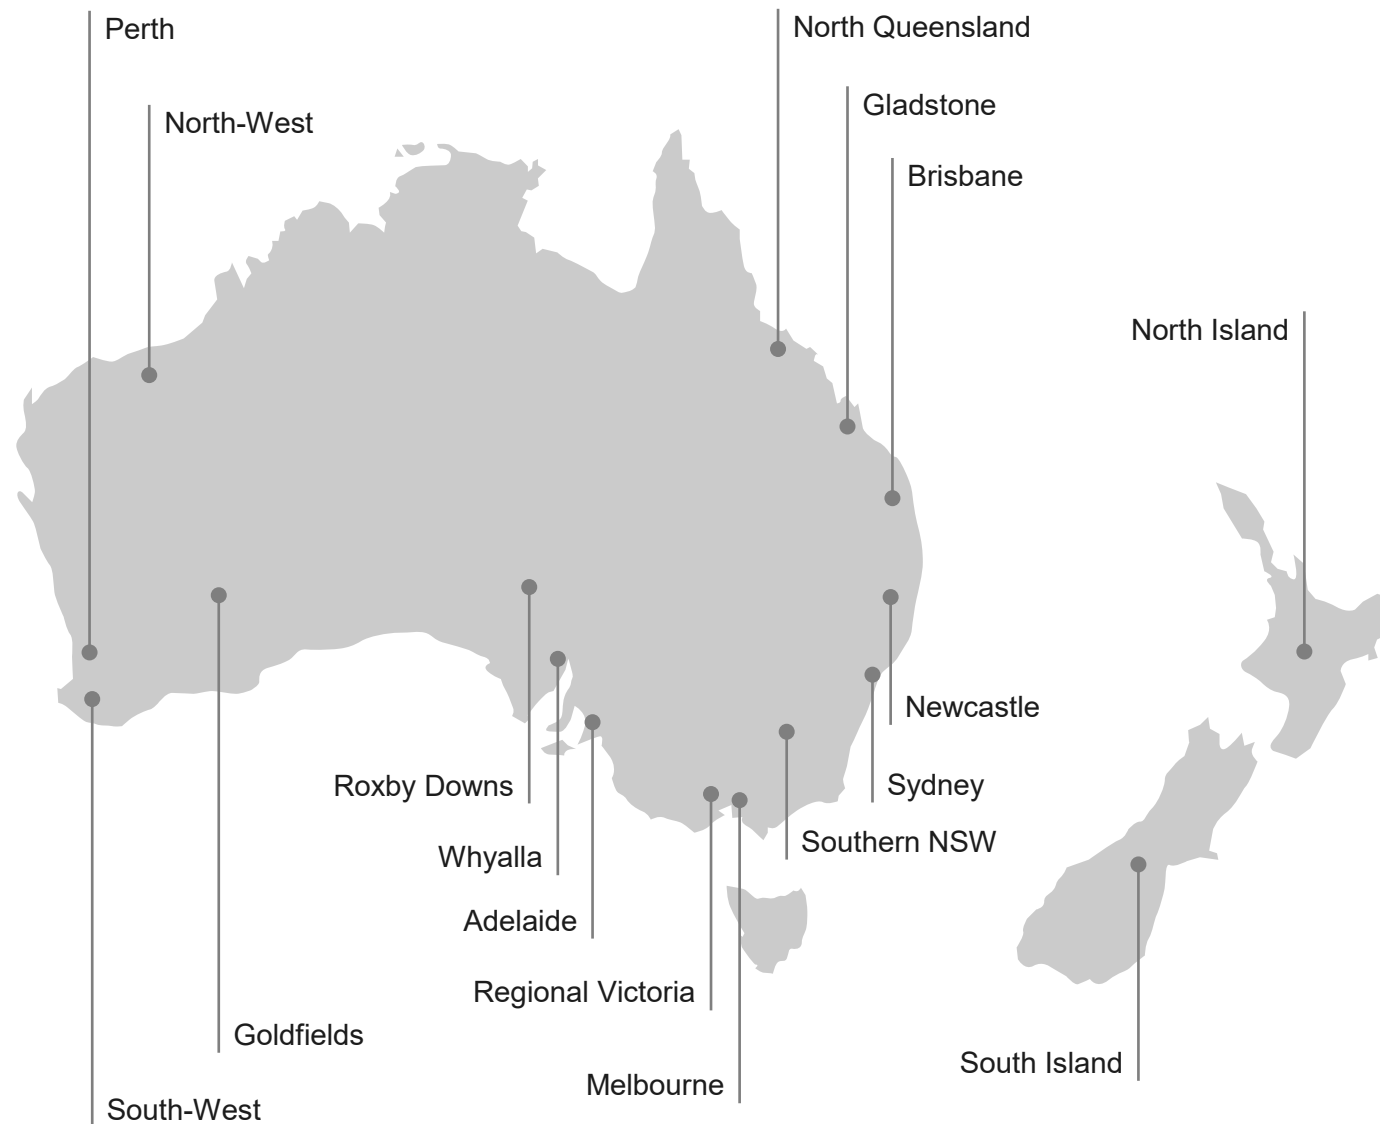 Perth
North Queensland
Gladstone
North-West
Brisbane
North Island
Newcastle
Roxby Downs
Sydney
Southern NSW
Whyalla
Adelaide
Regional Victoria
Goldfields
South Island
Melbourne
South-West